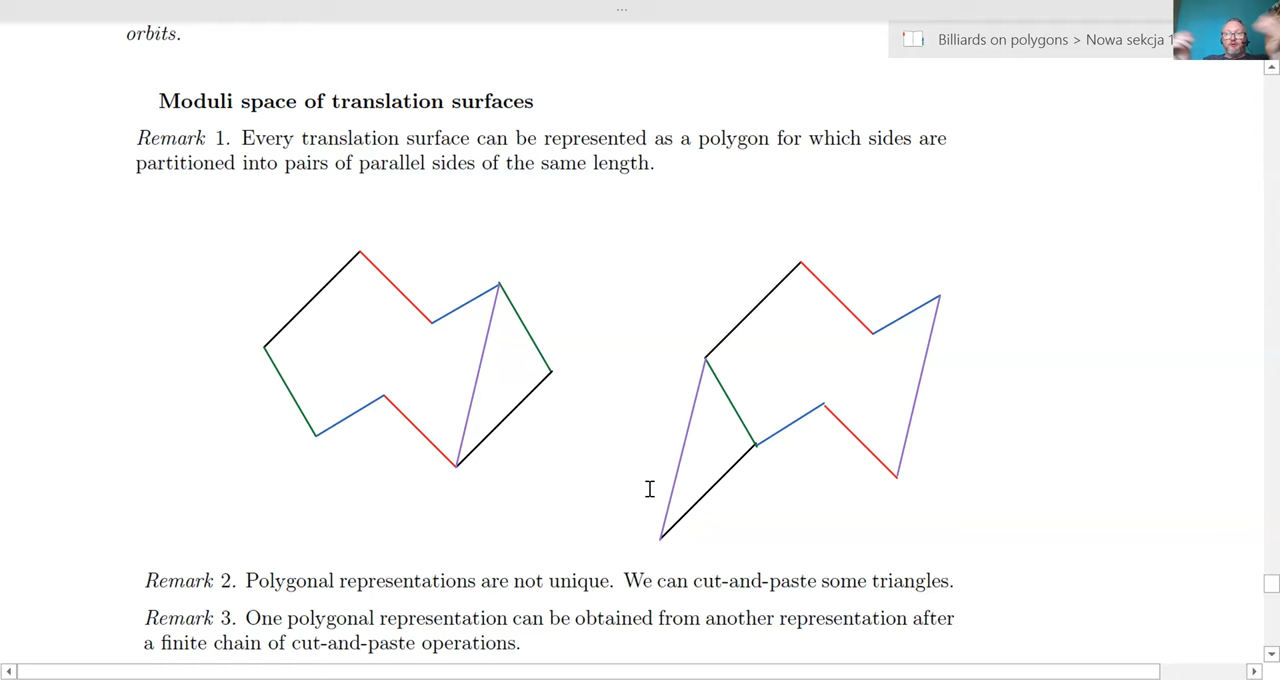 orbits.
Billiards on polygons > Nowa sekcja 1
Moduli space of translation surfaces
Remark 1. Every translation surface can be represented as a polygon for which sides are
partitioned into pairs of parallel sides of the same length.
Remark 2. Polygonal representations are not unique. We can cut-and-paste some triangles.
Remark 3. One polygonal representation can be obtained from another representation after
a finite chain of cut-and-paste operations.